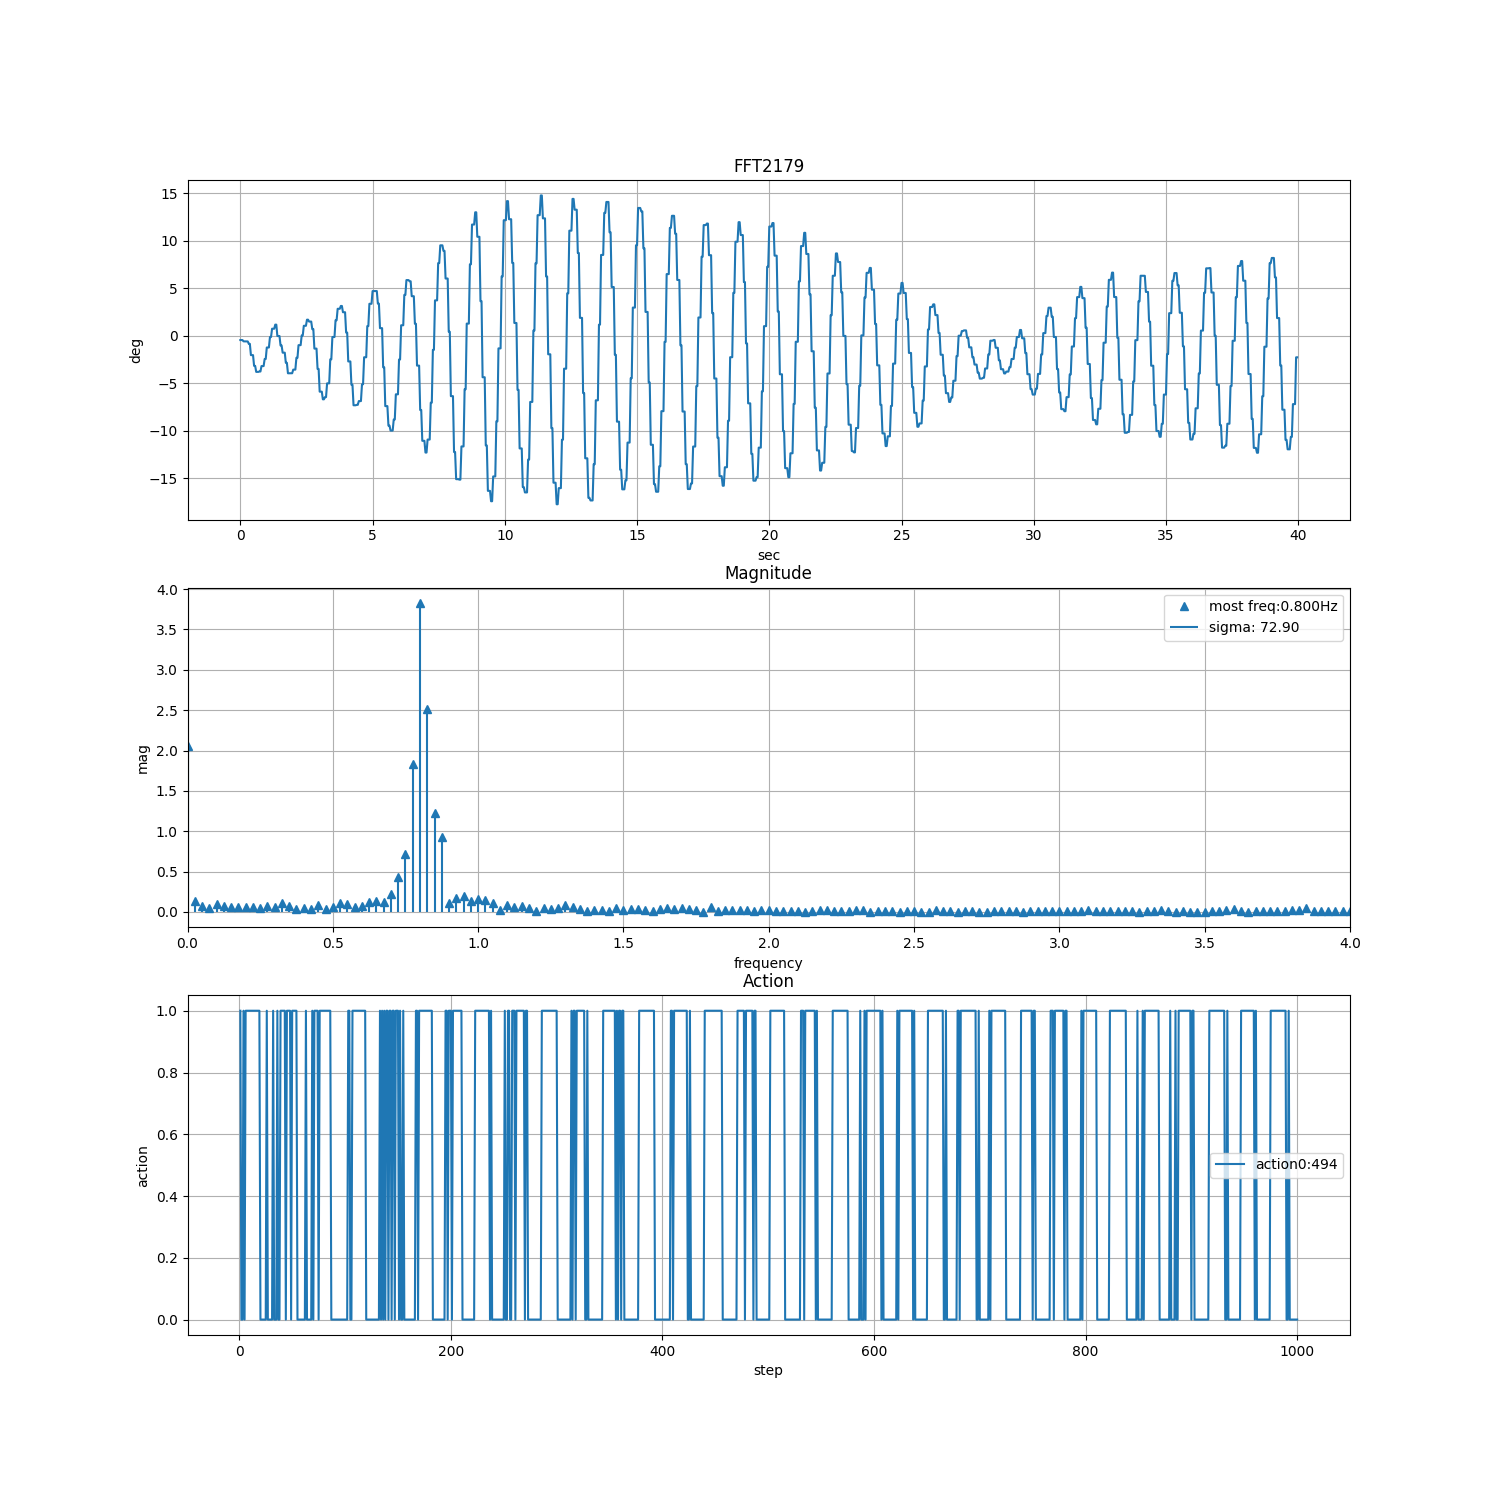 FFT2179
15
10
5
0
−5
−10
−15
deg
0 5 10 15 20 25 30 35 40
sec
Magnitude
4.0
3.5
3.0
2.5
2.0
1.5
1.0
0.5
0.0
mag
most freq:0.800Hz
sigma: 72.90
0.0 0.5 1.0 1.5 2.0 2.5 3.0 3.5 4.0
frequency
Action
1.0
0.8
0.6
0.4
0.2
0.0
action
action0:494
0 200 400 600 800 1000
step